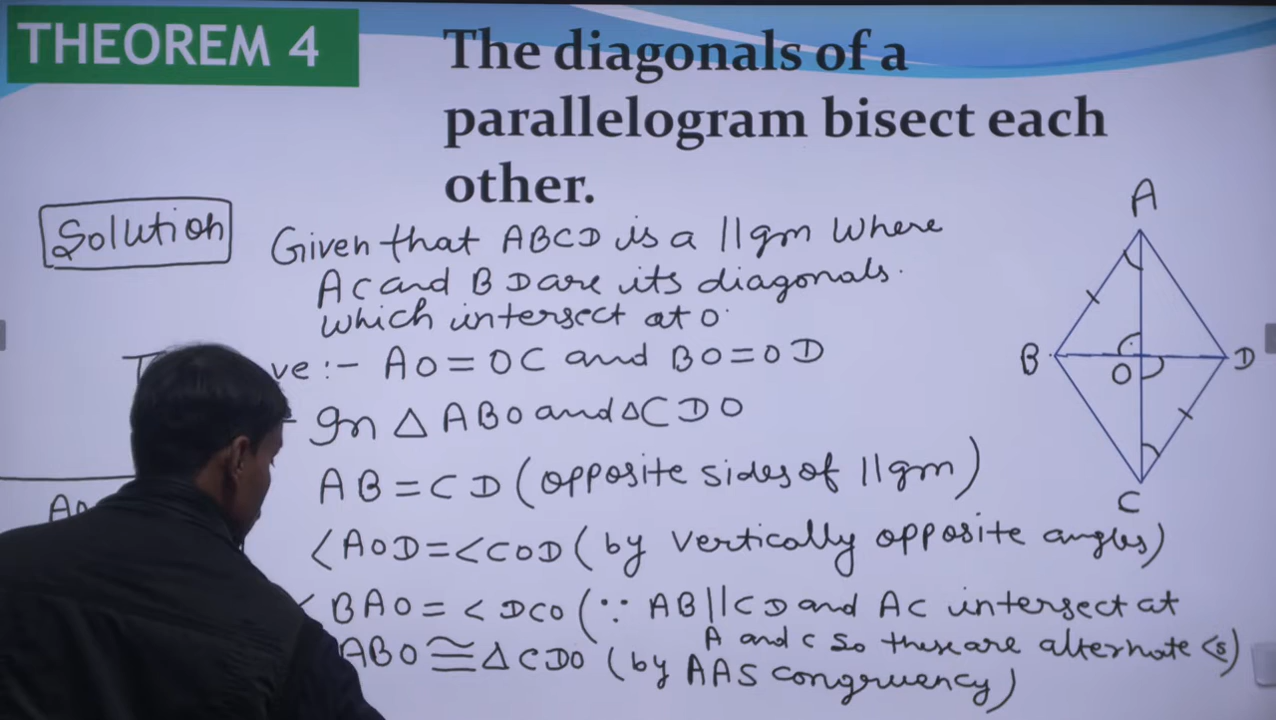 THEOREM 4
The diagonals of a
parallelogram bisect each
other.
Solution
Given that ABCD is a ||gm where
AC and BD are its diagonals.
which intersect at O.
ve :- AO = OC and BO = OD
- In △ ABO and △CDO
AB = CD (opposite sides of ||gm)
<AOD = <COD (by vertically opposite angles)
< BAO = < DCO (∵ AB||CD and AC intersect at
A and C so these are alternate <s)
ABO ≅ △CDO (by AAS congruency)
A
B
O
D
C